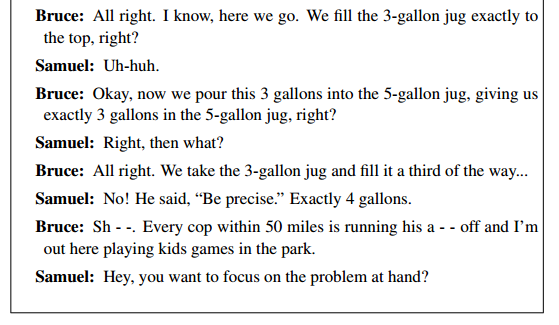 Bruce: All right. I know, here we go. We fill the 3-gallon jug exactly to
the top, right?
Samuel: Uh-huh.
Bruce: Okay, now we pour this 3 gallons into the 5-gallon jug, giving us
exactly 3 gallons in the 5-gallon jug, right?
Samuel: Right, then what?
Bruce: All right. We take the 3-gallon jug and fill it a third of the way...
Samuel: No! He said, “Be precise.” Exactly 4 gallons.
Bruce: Sh - -. Every cop within 50 miles is running his a - - off and I’m
out here playing kids games in the park.
Samuel: Hey, you want to focus on the problem at hand?